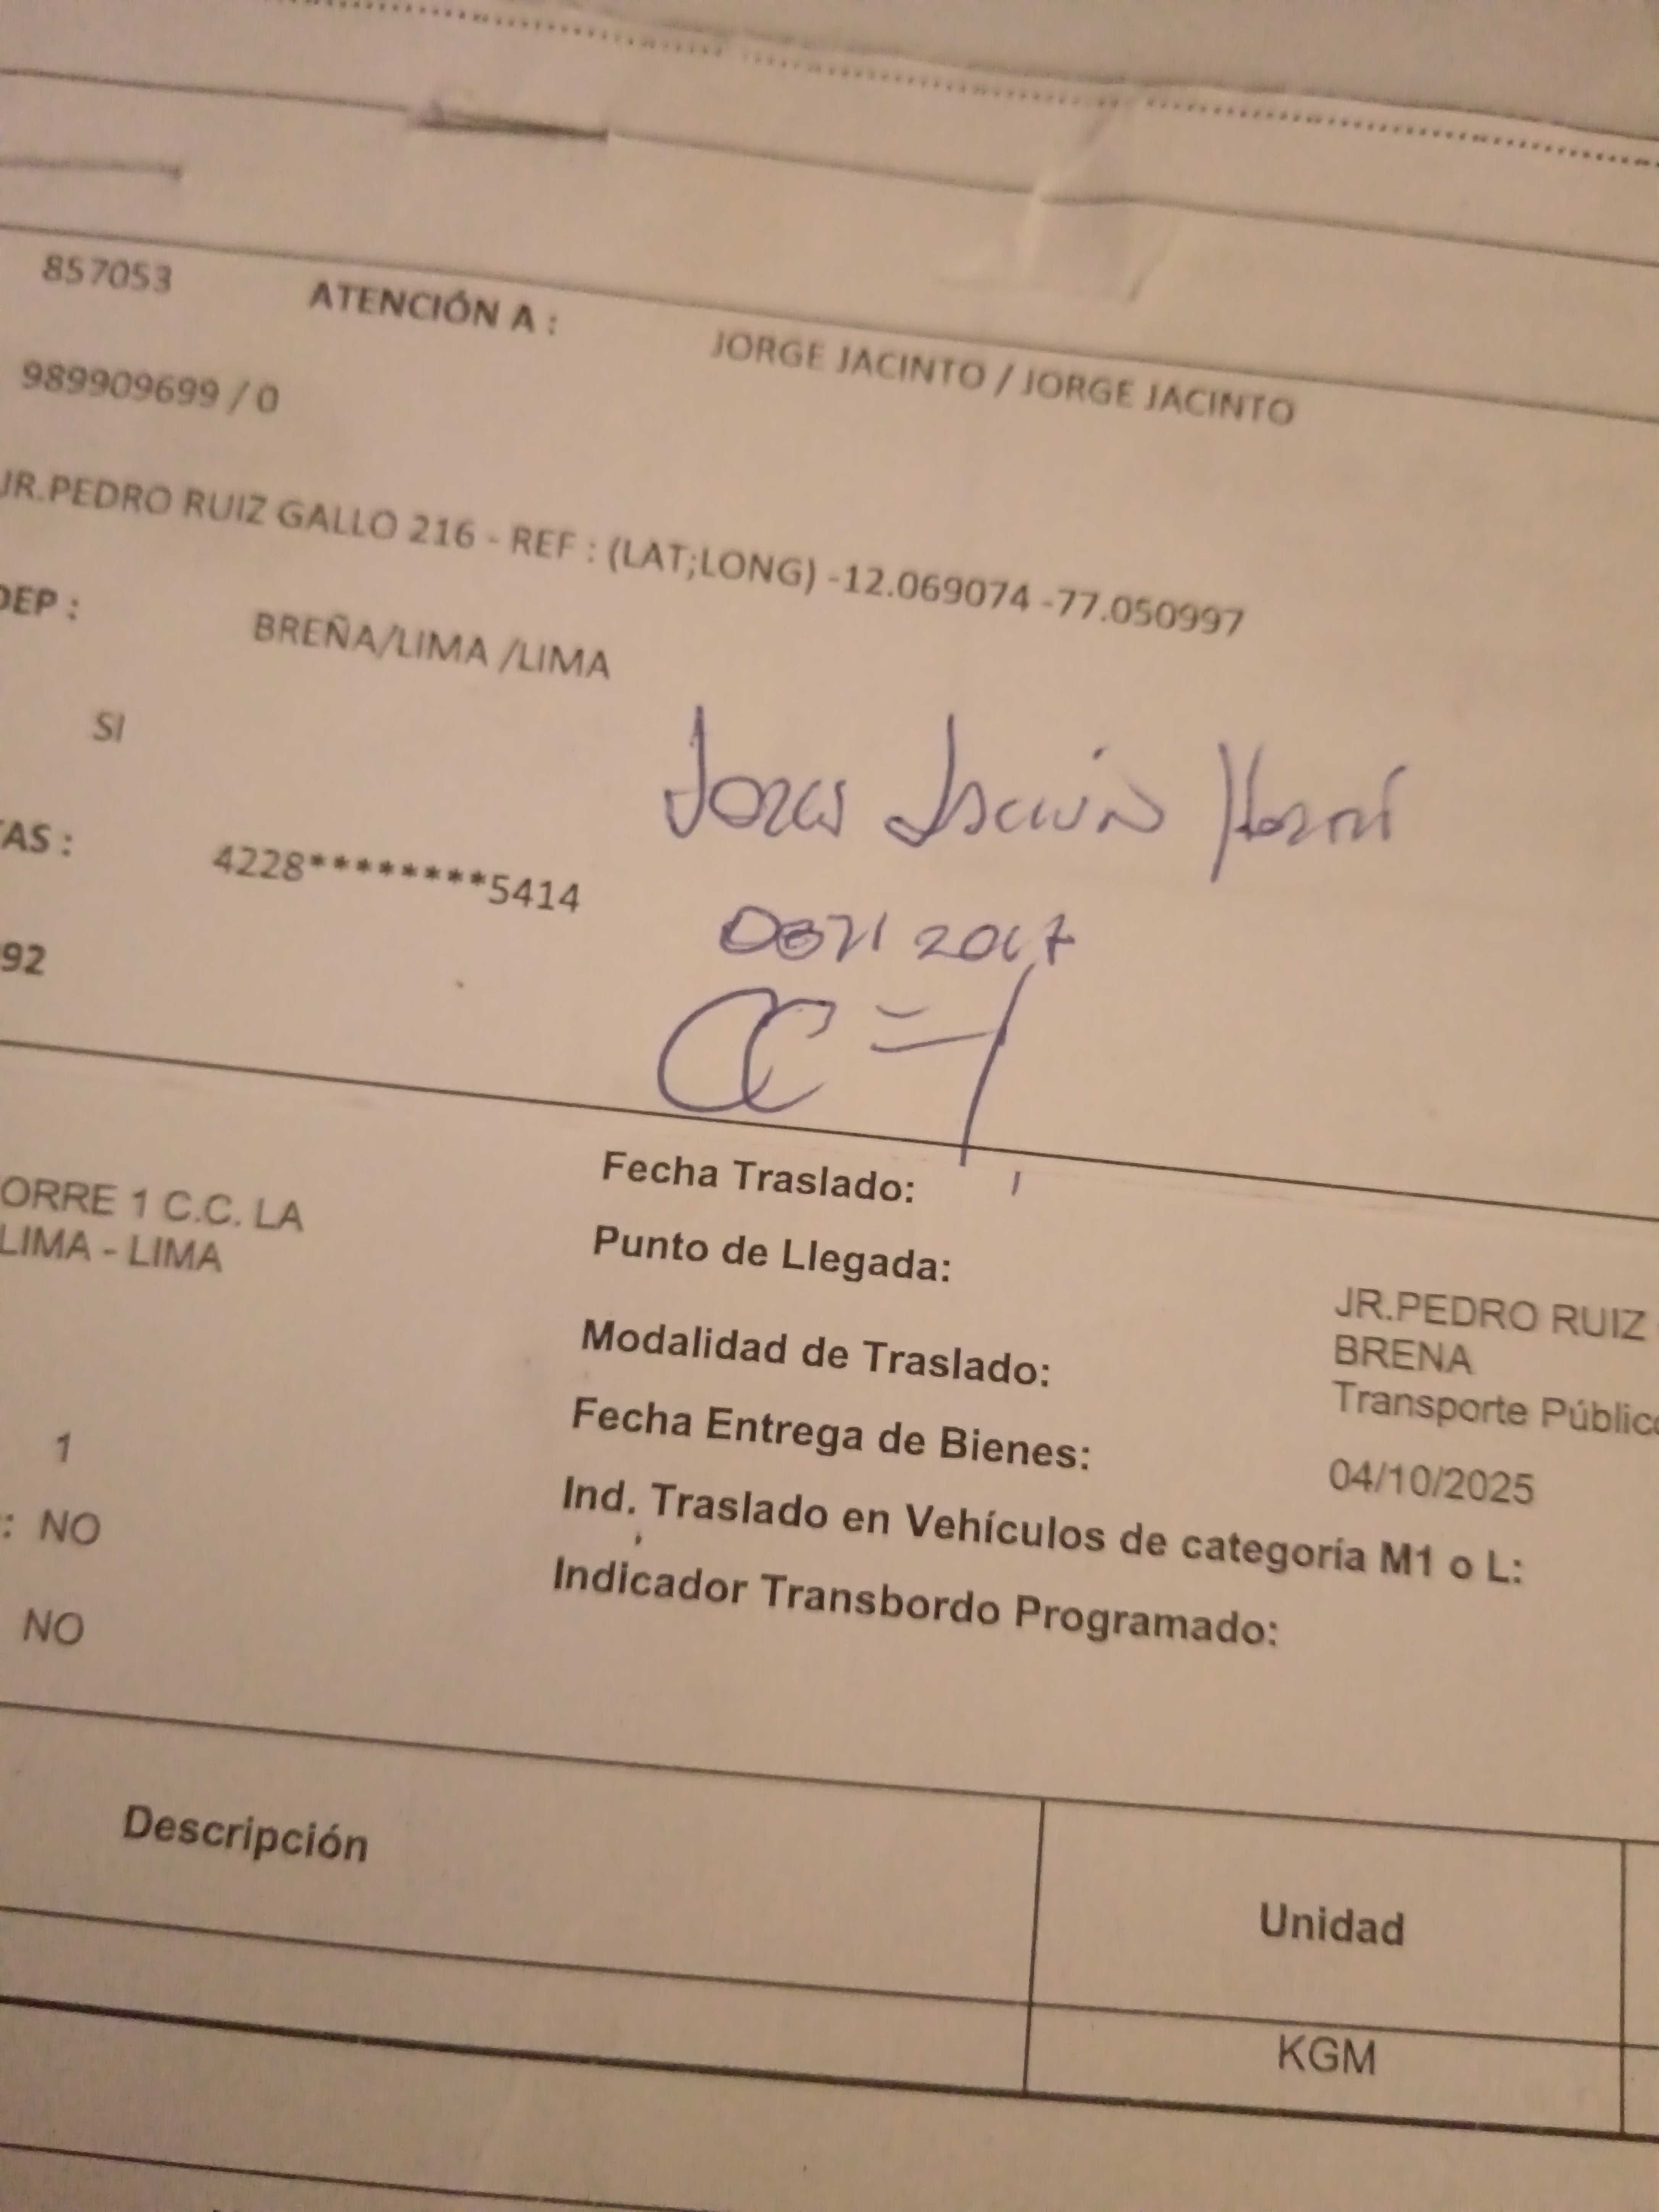 857053 ATENCIÓN A : JORGE JACINTO / JORGE JACINTO
989909699 / 0
JR.PEDRO RUIZ GALLO 216 - REF : (LAT;LONG) -12.069074 -77.050997
DEP : BREÑA/LIMA /LIMA
SI
TAS : 4228********5414
92
ORRE 1 C.C. LA
LIMA - LIMA
Fecha Traslado:
Punto de Llegada: JR.PEDRO RUIZ
BRENA
Modalidad de Traslado: Transporte Público
Fecha Entrega de Bienes: 04/10/2025
1
Ind. Traslado en Vehículos de categoría M1 o L:
: NO
Indicador Transbordo Programado:
NO
Descripción Unidad
KGM